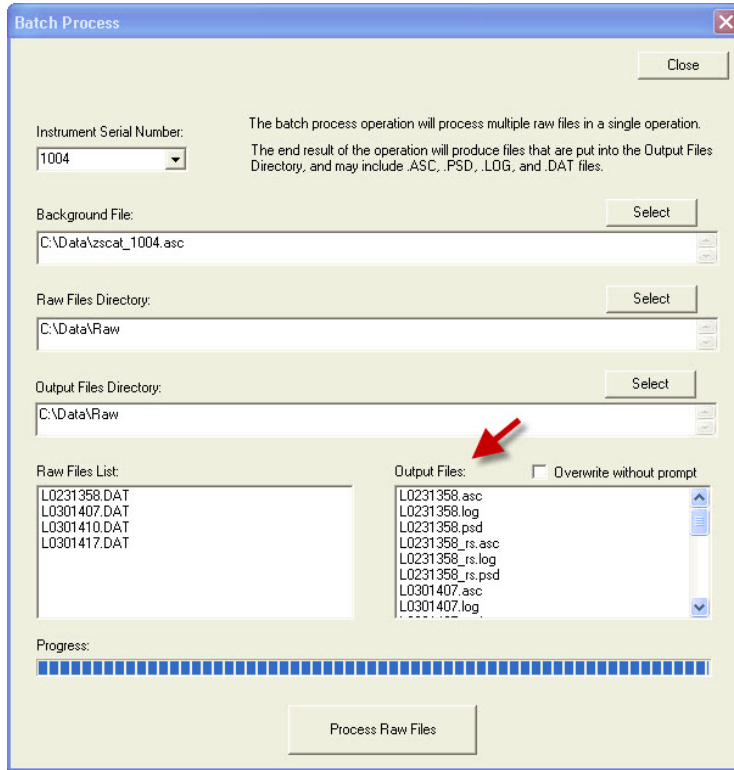 Batch Process
Close
Instrument Serial Number:
1004
The batch process operation will process multiple raw files in a single operation.
The end result of the operation will produce files that are put into the Output Files
Directory, and may include .ASC, .PSD, .LOG, and .DAT files.
Background File:
Select
C:\Data\zscat_1004.asc
Raw Files Directory:
Select
C:\Data\Raw
Output Files Directory:
Select
C:\Data\Raw
Raw Files List:
L0231358.DAT
L0301407.DAT
L0301410.DAT
L0301417.DAT
Output Files:
Overwrite without prompt
L0231358.asc
L0231358.log
L0231358.psd
L0231358_rs.asc
L0231358_rs.log
L0231358_rs.psd
L0301407.asc
L0301407.log
Progress:
Process Raw Files